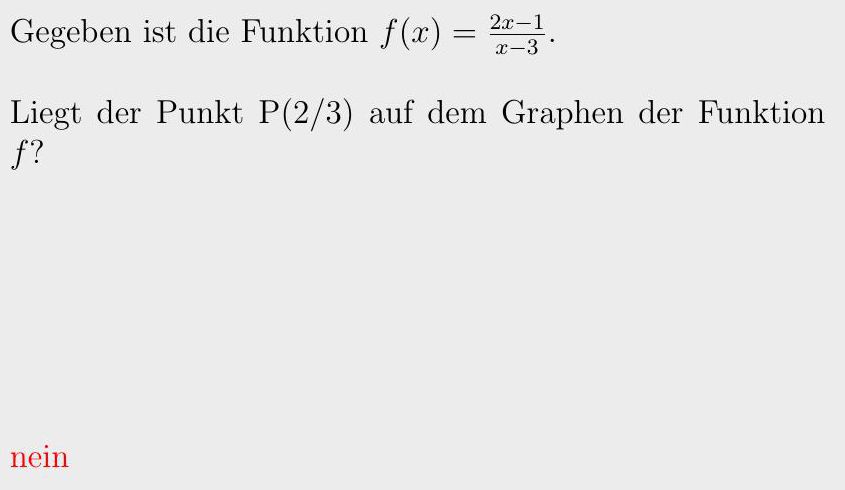 Gegeben ist die Funktion f(x) = \frac{2x-1}{x-3}.
Liegt der Punkt P(2/3) auf dem Graphen der Funktion
f?
nein